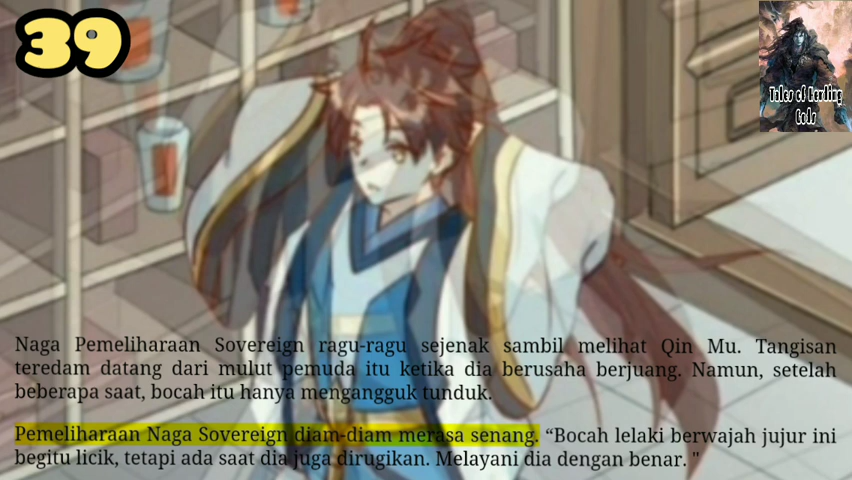 39
Tales of Herding
Gods
Naga Pemeliharaan Sovereign ragu-ragu sejenak sambil melihat Qin Mu. Tangisan
teredam datang dari mulut pemuda itu ketika dia berusaha berjuang. Namun, setelah
beberapa saat, bocah itu hanya mengangguk tunduk.
Pemeliharaan Naga Sovereign diam-diam merasa senang. “Bocah lelaki berwajah jujur ini
begitu licik, tetapi ada saat dia juga dirugikan. Melayani dia dengan benar. "